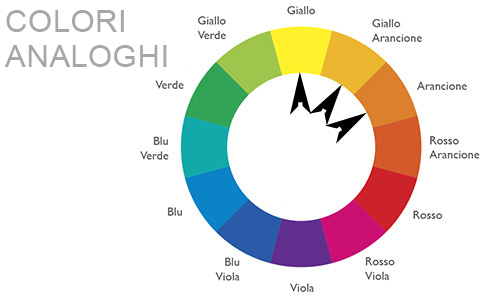 COLORI
ANALOGHI
Giallo
Giallo
Arancione
Arancione
Rosso
Arancione
Rosso
Rosso
Viola
Viola
Blu
Viola
Blu
Blu
Verde
Verde
Giallo
Verde